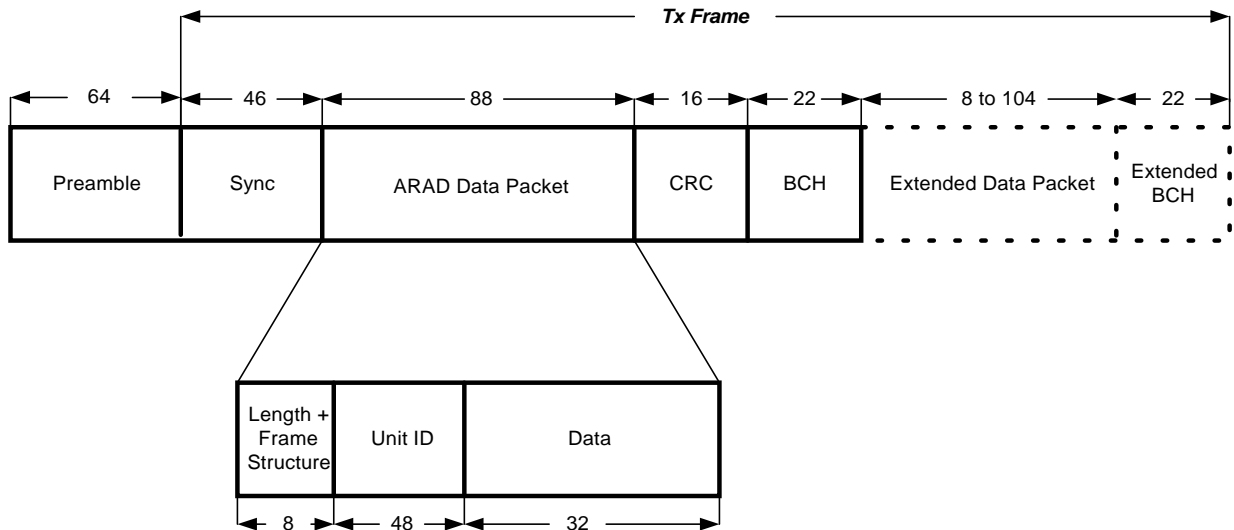 Tx Frame
64
46
88
16
22
8 to 104
22
Preamble
Sync
ARAD Data Packet
CRC
BCH
Extended Data Packet
Extended
BCH
Length +
Frame
Structure
Unit ID
Data
8
48
32